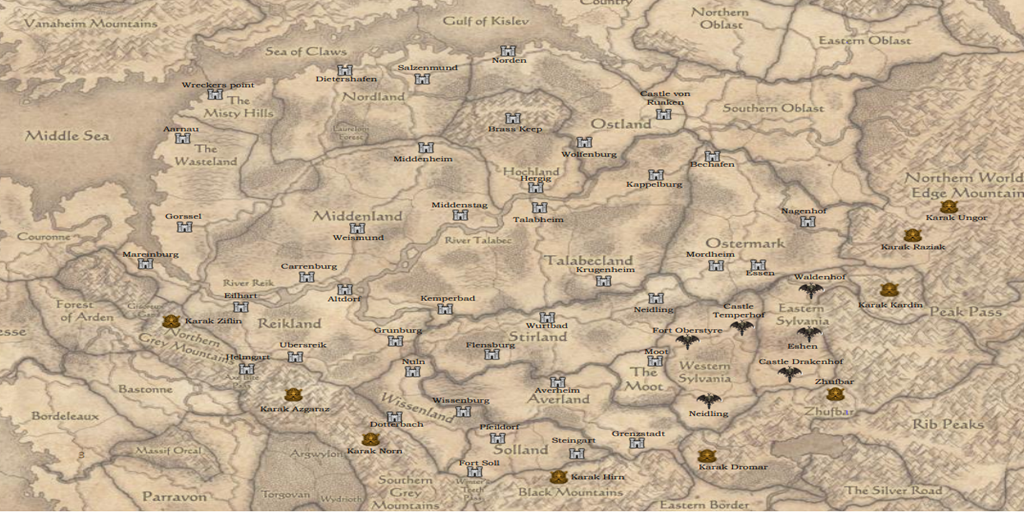 Vanaheim Mountains
Gulf of Kislev
Country
Northern
Oblast
Eastern Oblast
Sea of Claws
Norden
Dietershafen
Salzenmund
Wreckers point
The
Misty Hills
Nordland
Castle von
Rauken
Southern Oblast
Middle Sea
Aarnau
The
Wasteland
Laurelorn
Forest
Brass Keep
Ostland
Wolfenburg
Middenheim
Bechafen
Hochland
Hergig
Kappelburg
Northern World
Edge Mountain
Karak Ungor
Gorssel
Middenland
Middenstag
Talabheim
Nagenhof
Couronne
Weismund
River Talabec
Karak Raziak
Ostermark
Mareinburg
Talabecland
Mordheim
Essen
Carrenburg
Krugenheim
Waldenhof
River Reik
Eilhart
Altdorf
Kemperbad
Neidling
Castle
Temperhof
Eastern
Sylvania
Karak Kardin
Peak Pass
Forest
of Arden
Karak Ziflin
Reikland
Grunburg
Wurtbad
Stirland
Fort Oberstyre
Northern
Grey Mountains
Ubersreik
Flensburg
Eshen
esse
Helmgart
Axe Bite
Nuln
Moot
The
Moot
Western
Sylvania
Castle Drakenhof
Zhufbar
Bastonne
Averheim
Averland
Karak Azgaraz
Wissenland
Wissenburg
Neidling
Zhufbar
Bordeleaux
Dotterbach
Pfeildorf
Rib Peaks
Massif Orcal
Argwylon
Karak Norn
Solland
Steingart
Grenzstadt
Fort Soll
Karak Dromar
Parravon
Torgovan
Wydrioth
Southern
Grey
Mountains
Karak Hirn
Black Mountains
Eastern Border
The Silver Road